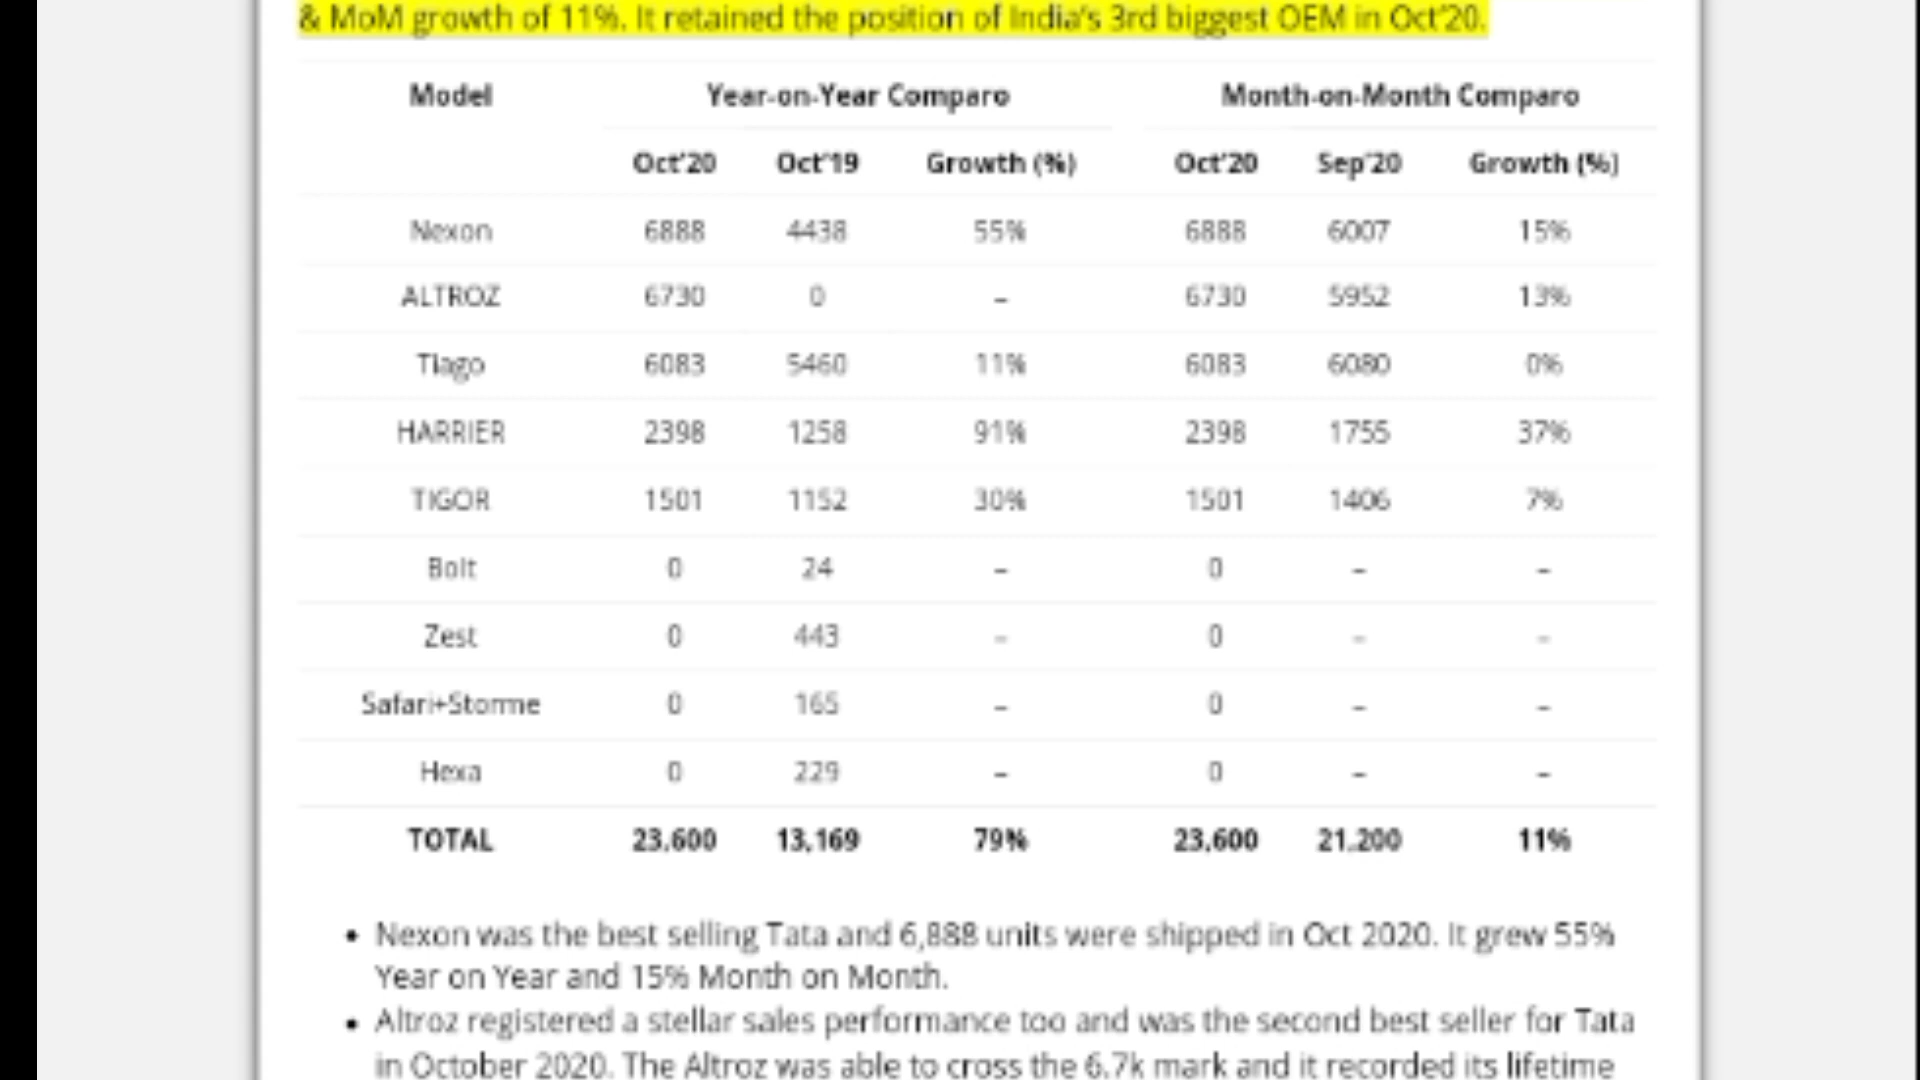 & MoM growth of 11%. It retained the position of India's 3rd biggest OEM in Oct'20.
Model Year-on-Year Comparo Month-on-Month Comparo
Oct'20 Oct'19 Growth (%) Oct'20 Sep'20 Growth (%)
Nexon 6888 4438 55% 6888 6007 15%
ALTROZ 6730 0 – 6730 5952 13%
Tiago 6083 5460 11% 6083 6080 0%
HARRIER 2398 1258 91% 2398 1755 37%
TIGOR 1501 1152 30% 1501 1406 7%
Bolt 0 24 – 0 – –
Zest 0 443 – 0 – –
Safari+Storme 0 165 – 0 – –
Hexa 0 229 – 0 – –
TOTAL 23,600 13,169 79% 23,600 21,200 11%
• Nexon was the best selling Tata and 6,888 units were shipped in Oct 2020. It grew 55%
Year on Year and 15% Month on Month.
• Altroz registered a stellar sales performance too and was the second best seller for Tata
in October 2020. The Altroz was able to cross the 6.7k mark and it recorded its lifetime